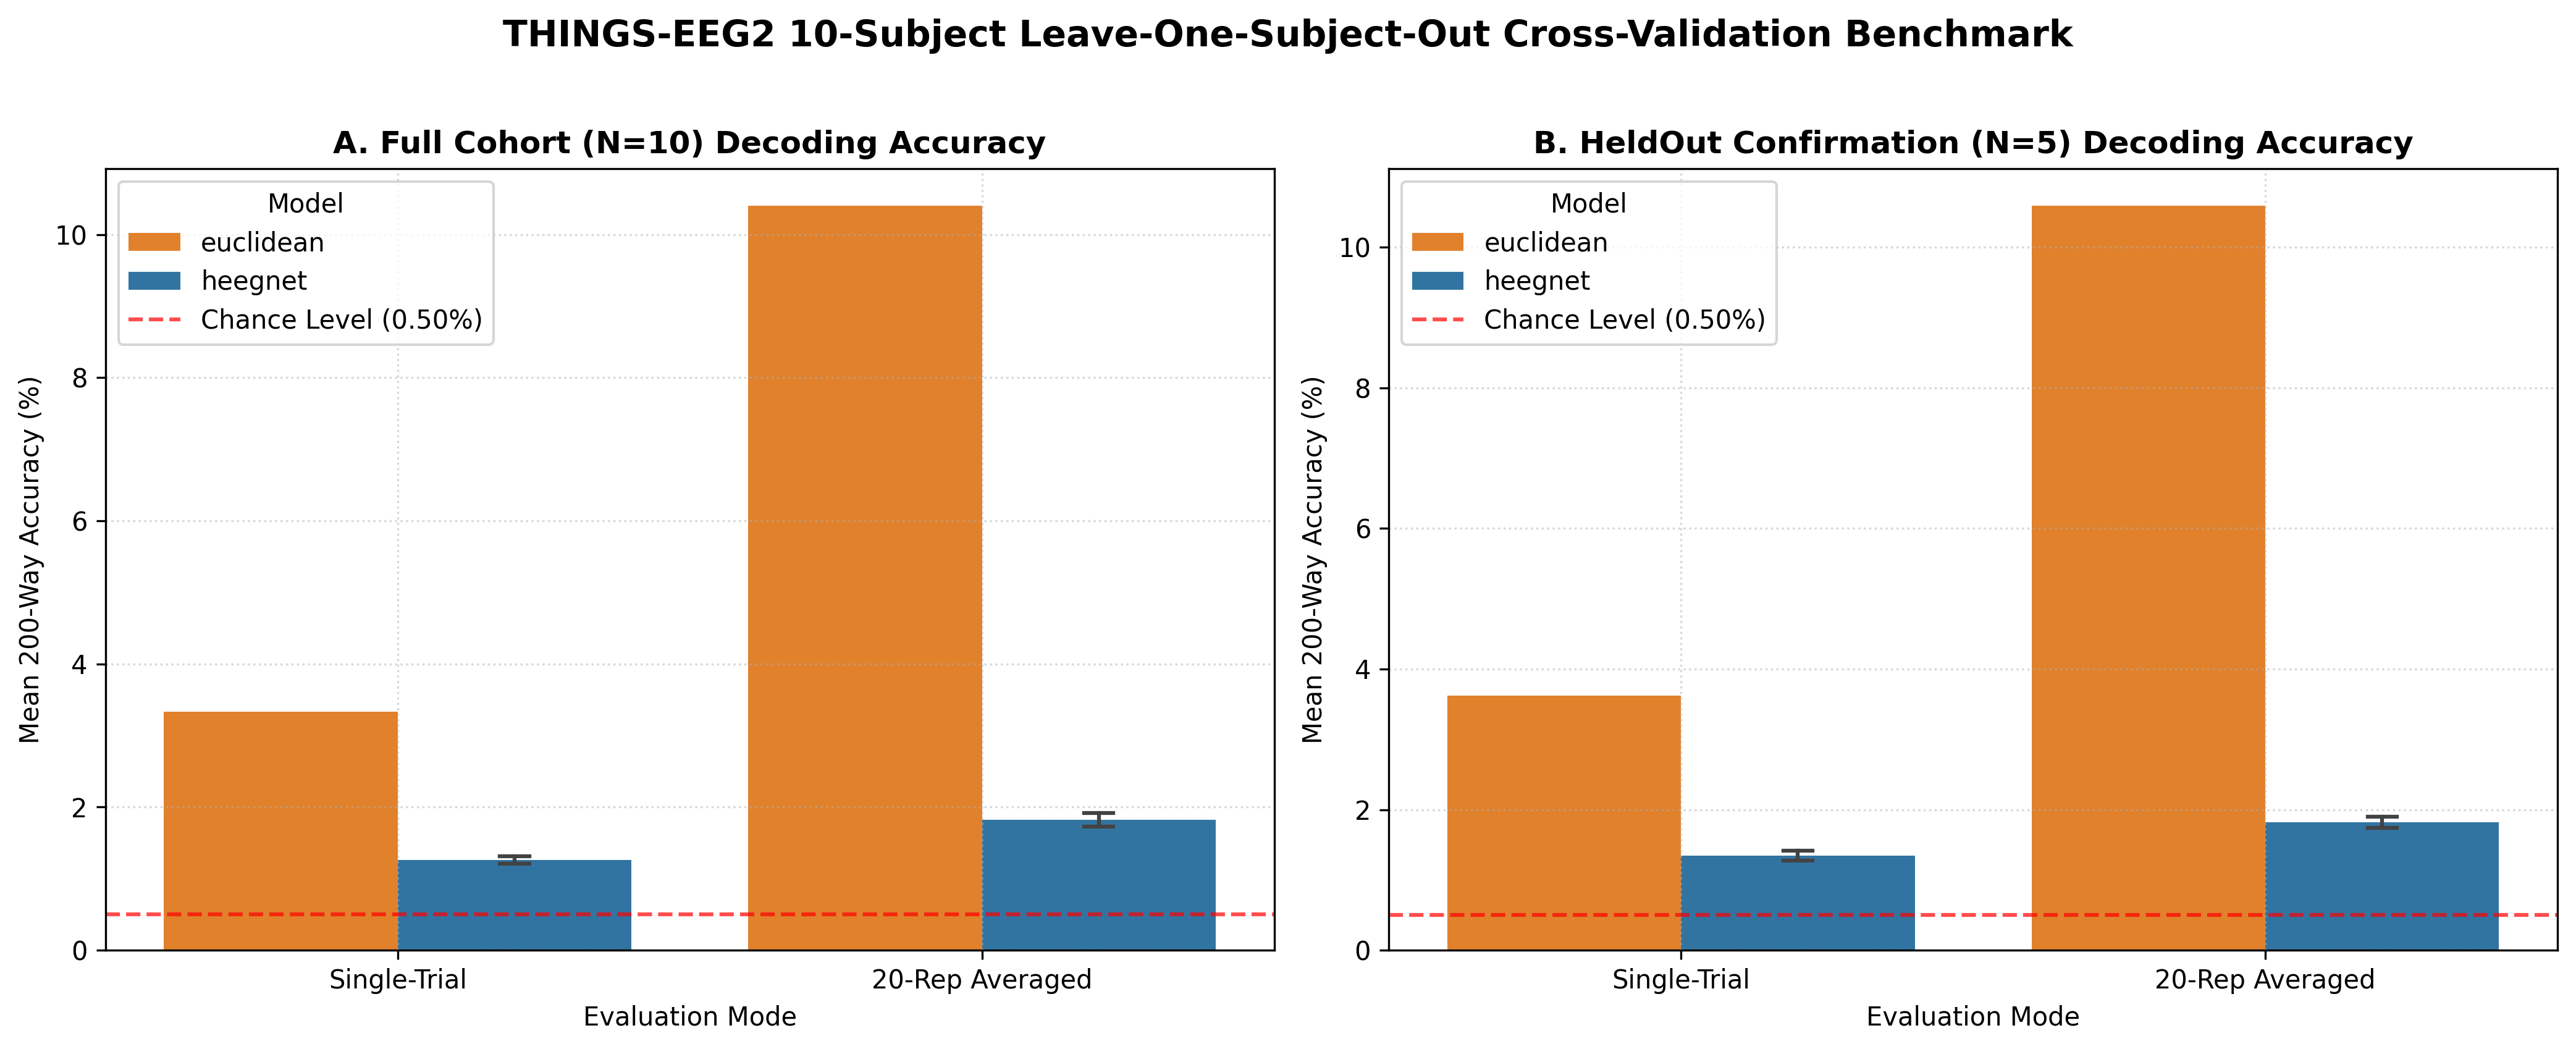 THINGS-EEG2 10-Subject Leave-One-Subject-Out Cross-Validation Benchmark
A. Full Cohort (N=10) Decoding Accuracy
Model
euclidean
heegnet
Chance Level (0.50%)
Mean 200-Way Accuracy (%)
10
8
6
4
2
0
Single-Trial
20-Rep Averaged
Evaluation Mode
B. HeldOut Confirmation (N=5) Decoding Accuracy
Model
euclidean
heegnet
Chance Level (0.50%)
Mean 200-Way Accuracy (%)
10
8
6
4
2
0
Single-Trial
20-Rep Averaged
Evaluation Mode